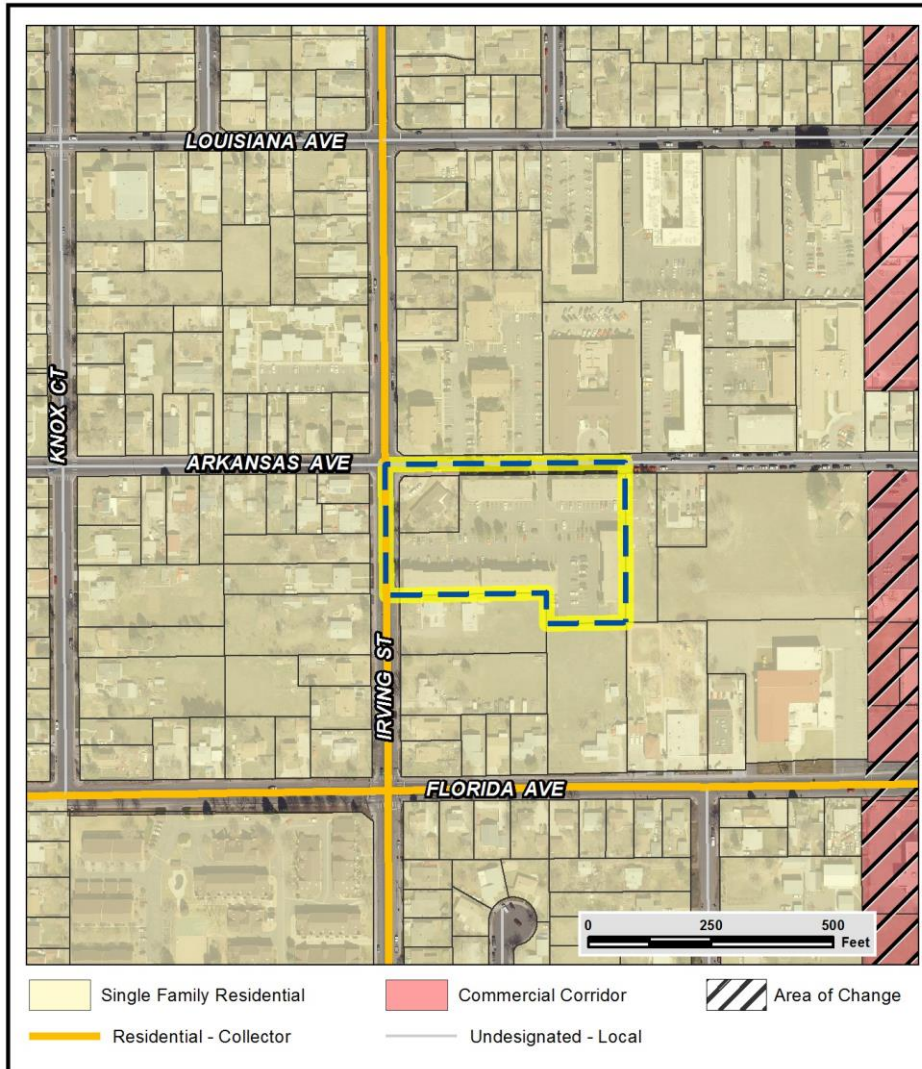 LOUISIANA AVE
KNOX CT
ARKANSAS AVE
IRVING ST
FLORIDA AVE
0 250 500
Feet
Single Family Residential
Commercial Corridor
Area of Change
Residential - Collector
Undesignated - Local